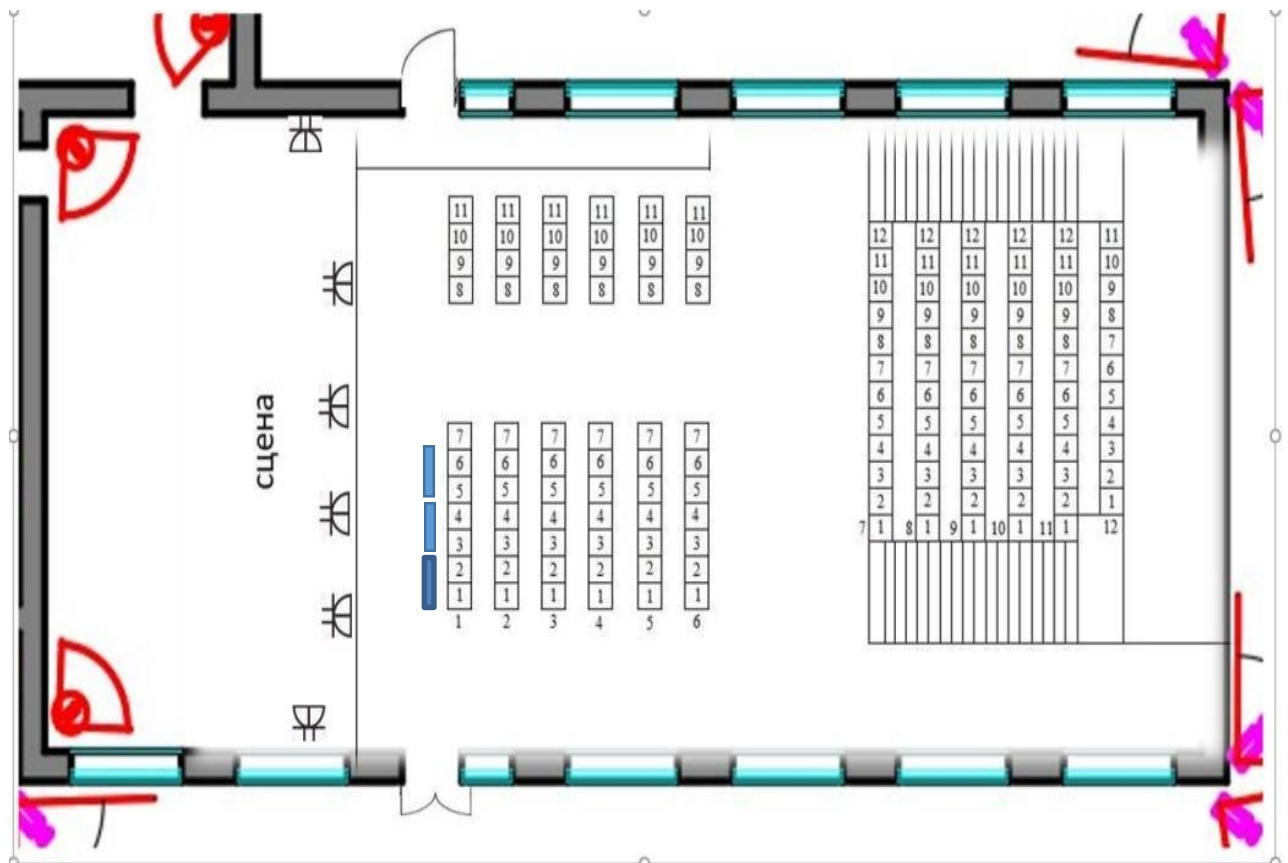 сцена
11 11 11 11 11 11
10 10 10 10 10 10
9 9 9 9 9 9
8 8 8 8 8 8
7 7 7 7 7 7
6 6 6 6 6 6
5 5 5 5 5 5
4 4 4 4 4 4
3 3 3 3 3 3
2 2 2 2 2 2
1 1 1 1 1 1
1 2 3 4 5 6
12 12 12 12 12 11
11 11 11 11 11 10
10 10 10 10 10 9
9 9 9 9 9 8
8 8 8 8 8 7
7 7 7 7 7 6
6 6 6 6 6 5
5 5 5 5 5 4
4 4 4 4 4 3
3 3 3 3 3 2
2 2 2 2 2 1
7 1 8 1 9 1 10 1 11 1 12